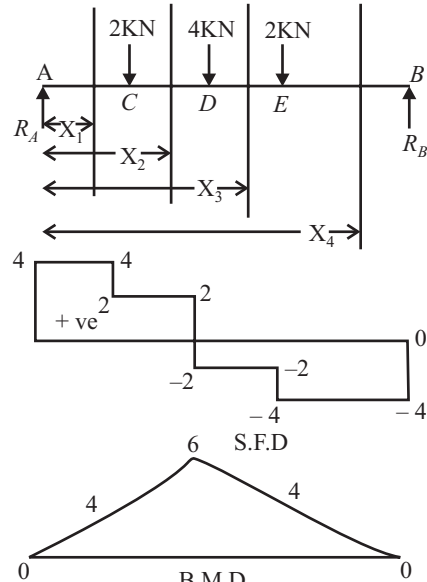 2KN 4KN 2KN
A B
C D E
R_A X_1 R_B
X_2
X_3
X_4
4 4
2 2
+ ve
0
–2 –2
– 4 – 4
S.F.D
6
4 4
0 0
B.M.D